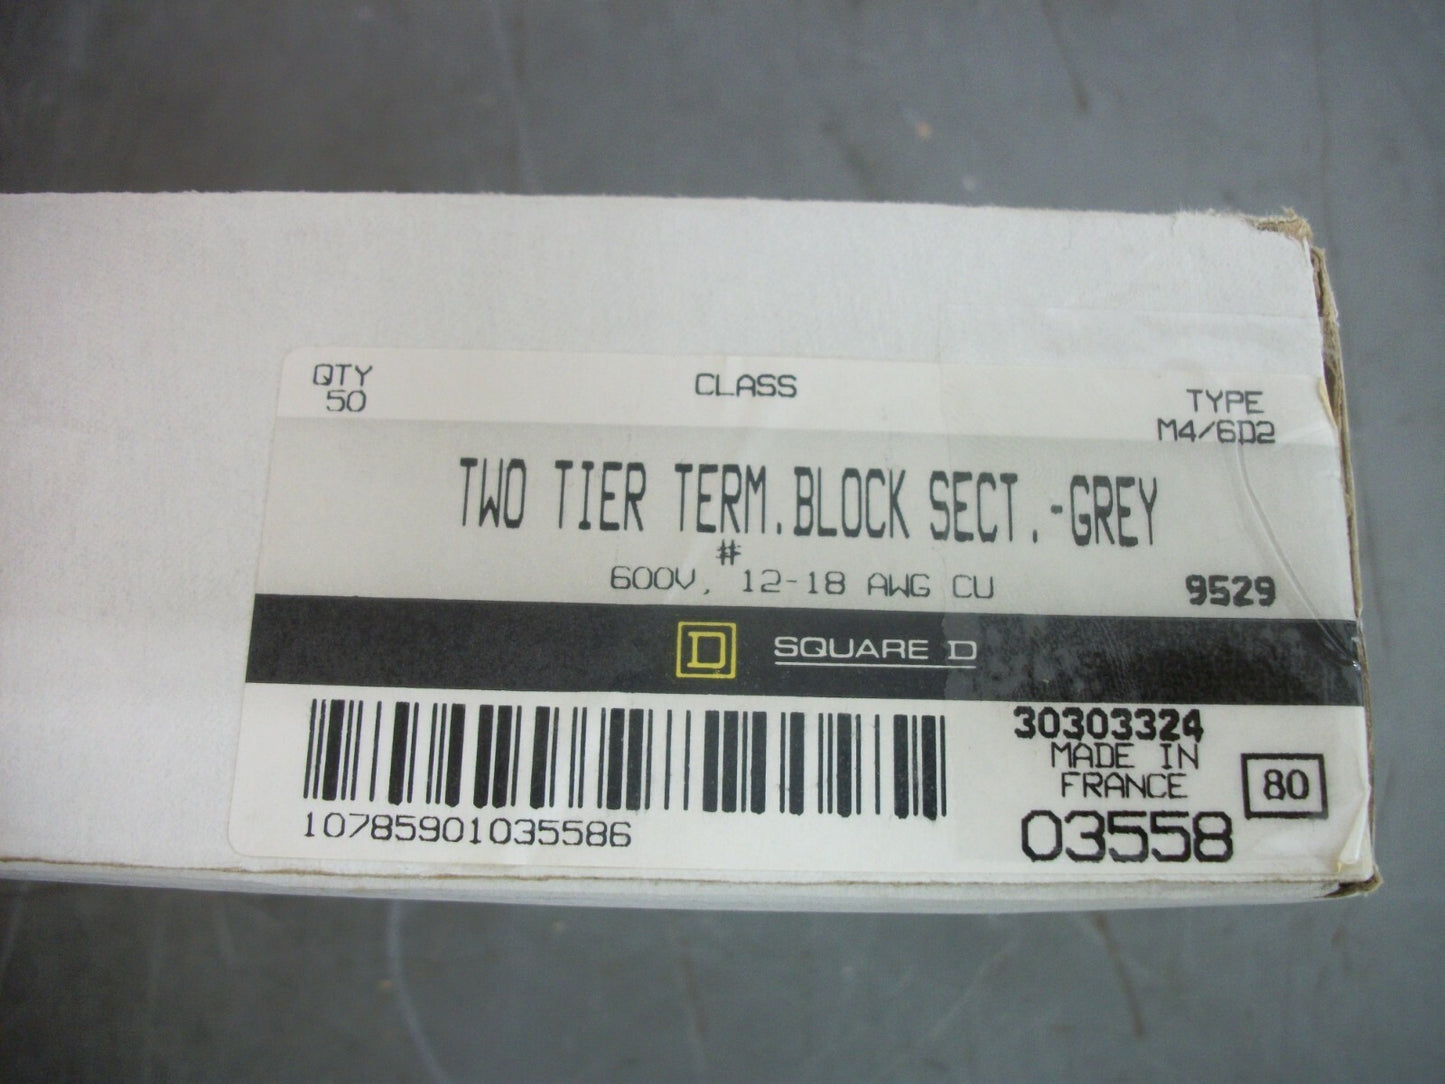 QTY CLASS TYPE
50 M4/6D2
TWO TIER TERM.BLOCK SECT.-GREY
#
600V, 12-18 AWG CU 9529
D SQUARE D
30303324
MADE IN
FRANCE 80
10785901035586 03558